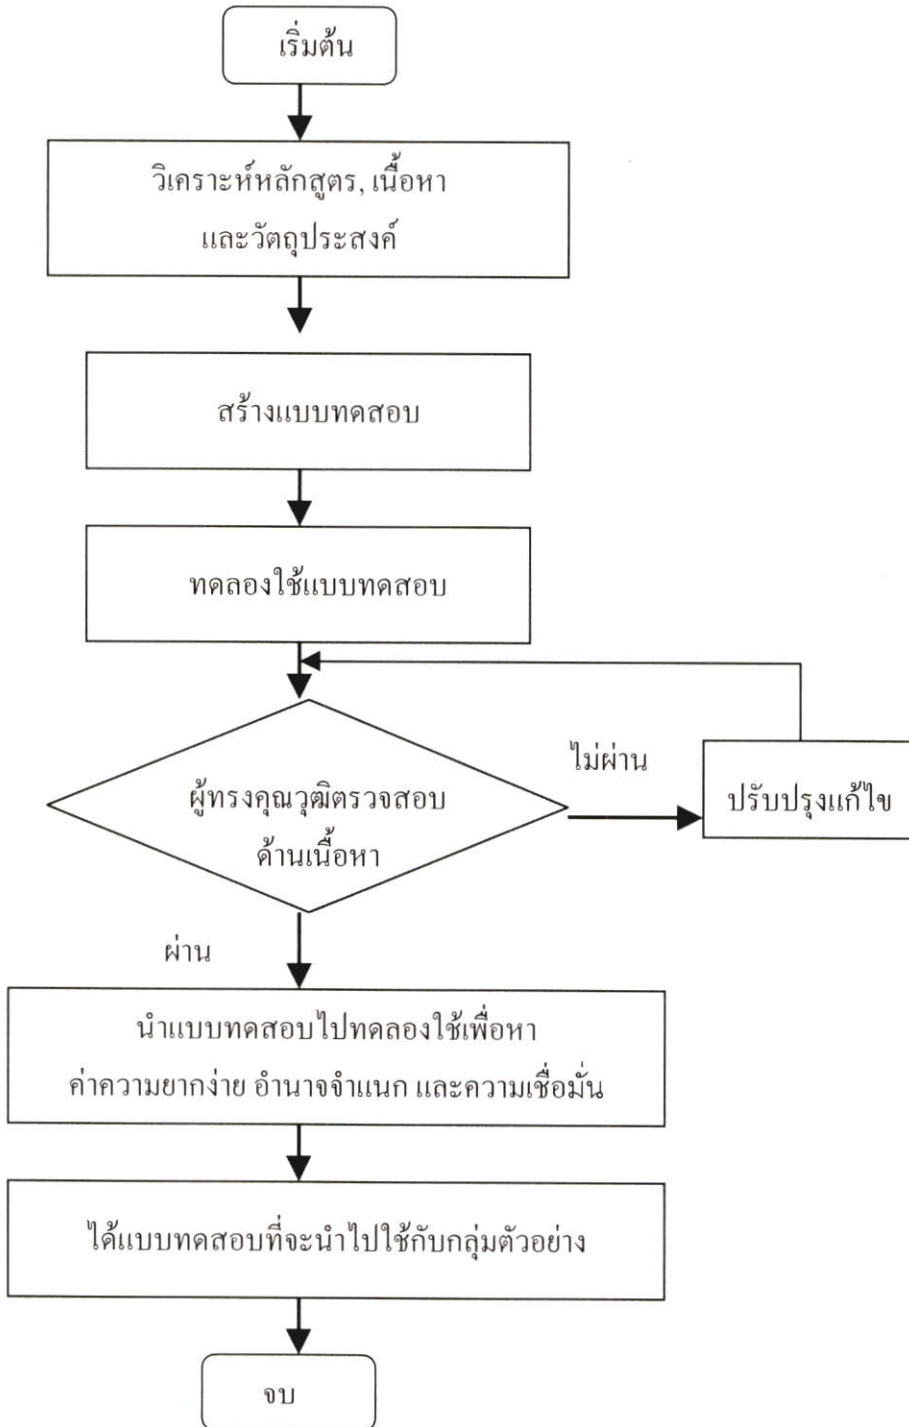 เริ่มต้น
วิเคราะห์หลักสูตร, เนื้อหา
และวัตถุประสงค์
สร้างแบบทดสอบ
ทดลองใช้แบบทดสอบ
ไม่ผ่าน
ปรับปรุงแก้ไข
ผู้ทรงคุณวุฒิตรวจสอบ
ด้านเนื้อหา
ผ่าน
นำแบบทดสอบไปทดลองใช้เพื่อหา
ค่าความยากง่าย อำนาจจำแนก และความเชื่อมั่น
ได้แบบทดสอบที่จะนำไปใช้กับกลุ่มตัวอย่าง
จบ